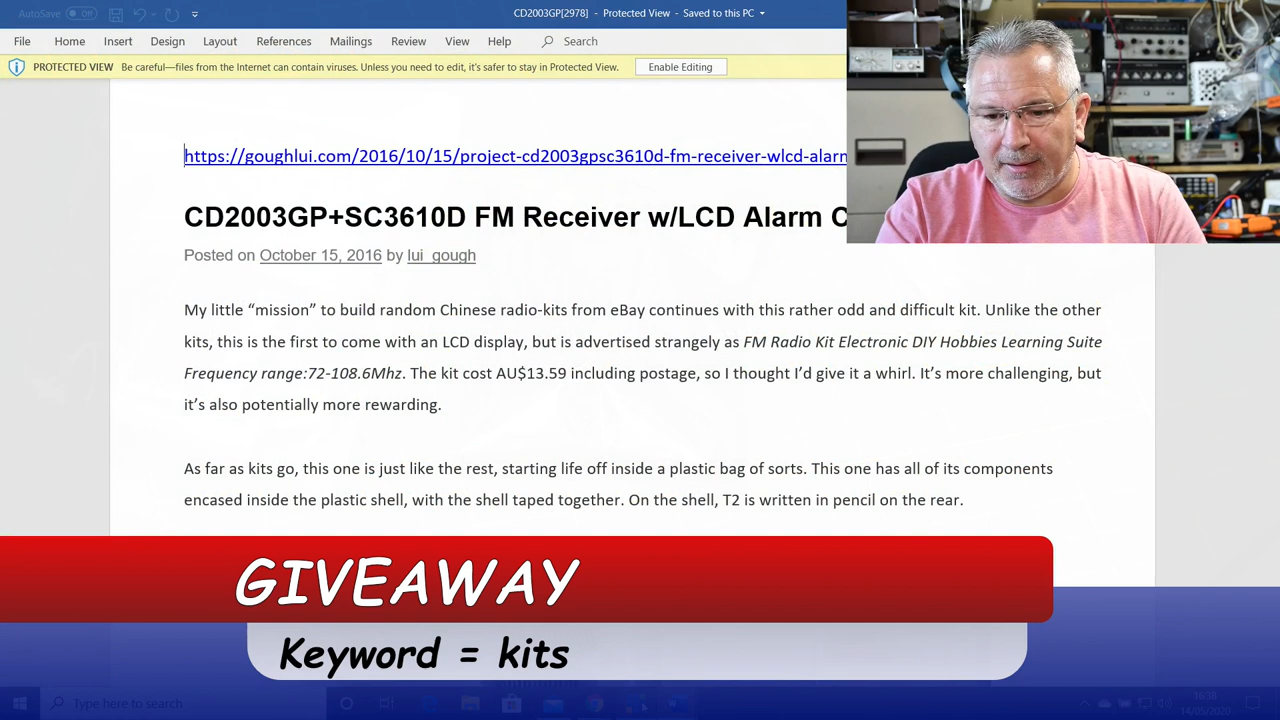 AutoSave Off
CD2003GP[2978] - Protected View - Saved to this PC
File Home Insert Design Layout References Mailings Review View Help Search
PROTECTED VIEW Be careful—files from the Internet can contain viruses. Unless you need to edit, it's safer to stay in Protected View. Enable Editing
https://goughlui.com/2016/10/15/project-cd2003gpsc3610d-fm-receiver-wlcd-alarm
CD2003GP+SC3610D FM Receiver w/LCD Alarm C
Posted on October 15, 2016 by lui_gough
My little “mission” to build random Chinese radio-kits from eBay continues with this rather odd and difficult kit. Unlike the other
kits, this is the first to come with an LCD display, but is advertised strangely as FM Radio Kit Electronic DIY Hobbies Learning Suite
Frequency range:72-108.6Mhz. The kit cost AU$13.59 including postage, so I thought I’d give it a whirl. It’s more challenging, but
it’s also potentially more rewarding.
As far as kits go, this one is just like the rest, starting life off inside a plastic bag of sorts. This one has all of its components
encased inside the plastic shell, with the shell taped together. On the shell, T2 is written in pencil on the rear.
GIVEAWAY
Keyword = kits
Type here to search
16:38
14/05/2020